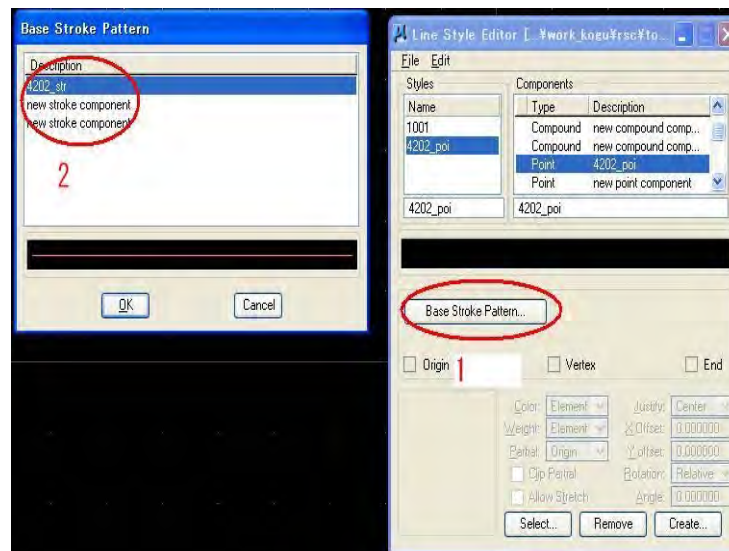 Base Stroke Pattern
Description
4202_str
new stroke component
new stroke component
2
OK
Cancel
Line Style Editor [...¥work_kogu¥rsc¥to...
File Edit
Styles
Components
Name
Type Description
1001
4202_poi
Compound new compound comp...
Compound new compound comp...
Point 4202_poi
Point new point component
4202_poi
4202_poi
Base Stroke Pattern...
1
Origin
Vertex
End
Color: Element
Justify: Center
Weight: Element
X Offset: 0.000000
Partial: Origin
Y offset: 0.000000
Clip Partial
Rotation: Relative
Allow Stretch
Angle: 0.000000
Select...
Remove
Create...